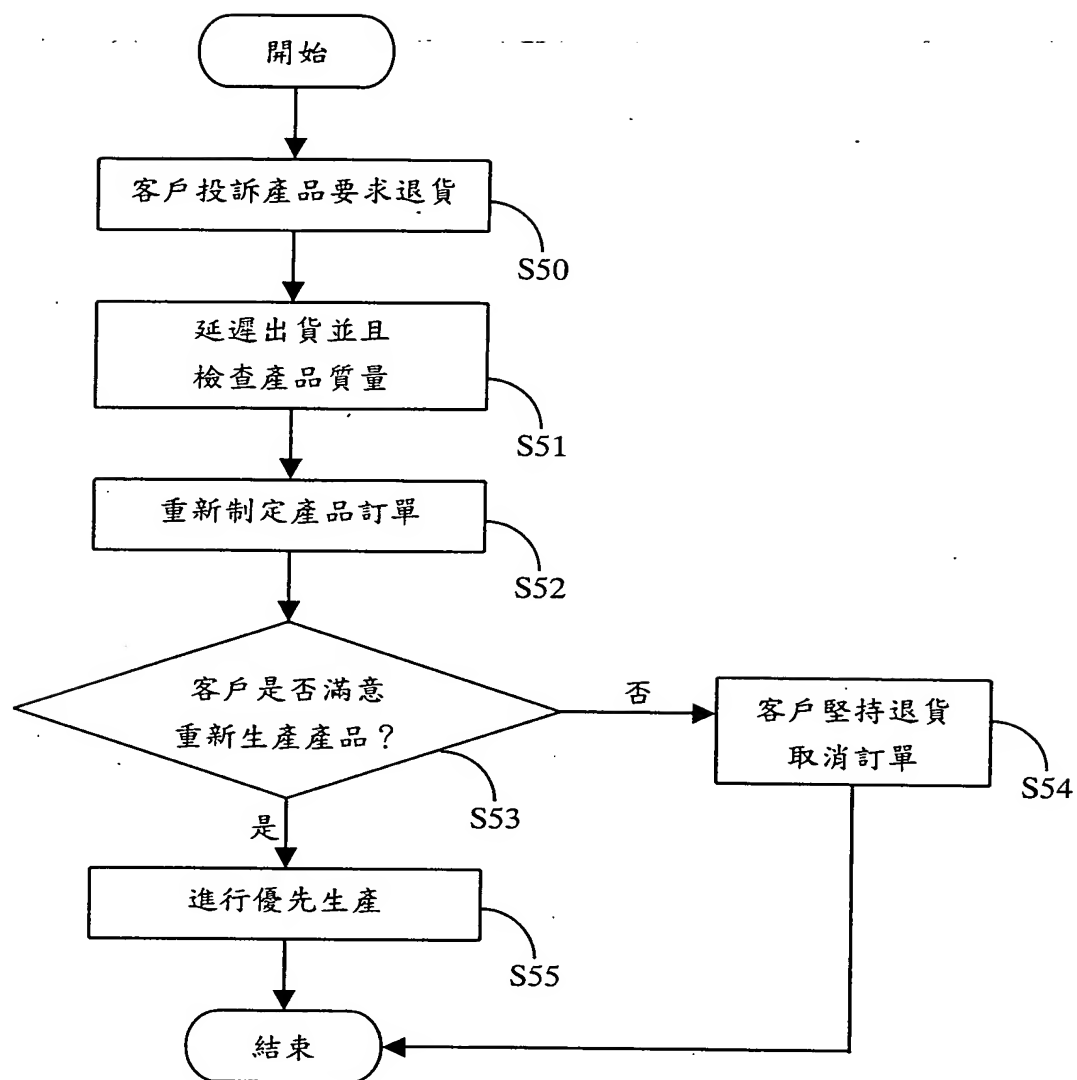 開始
客戶投訴產品要求退貨
S50
延遲出貨並且
檢查產品質量
S51
重新制定產品訂單
S52
客戶是否滿意
重新生產產品？
S53
否
客戶堅持退貨
取消訂單
S54
是
進行優先生產
S55
結束